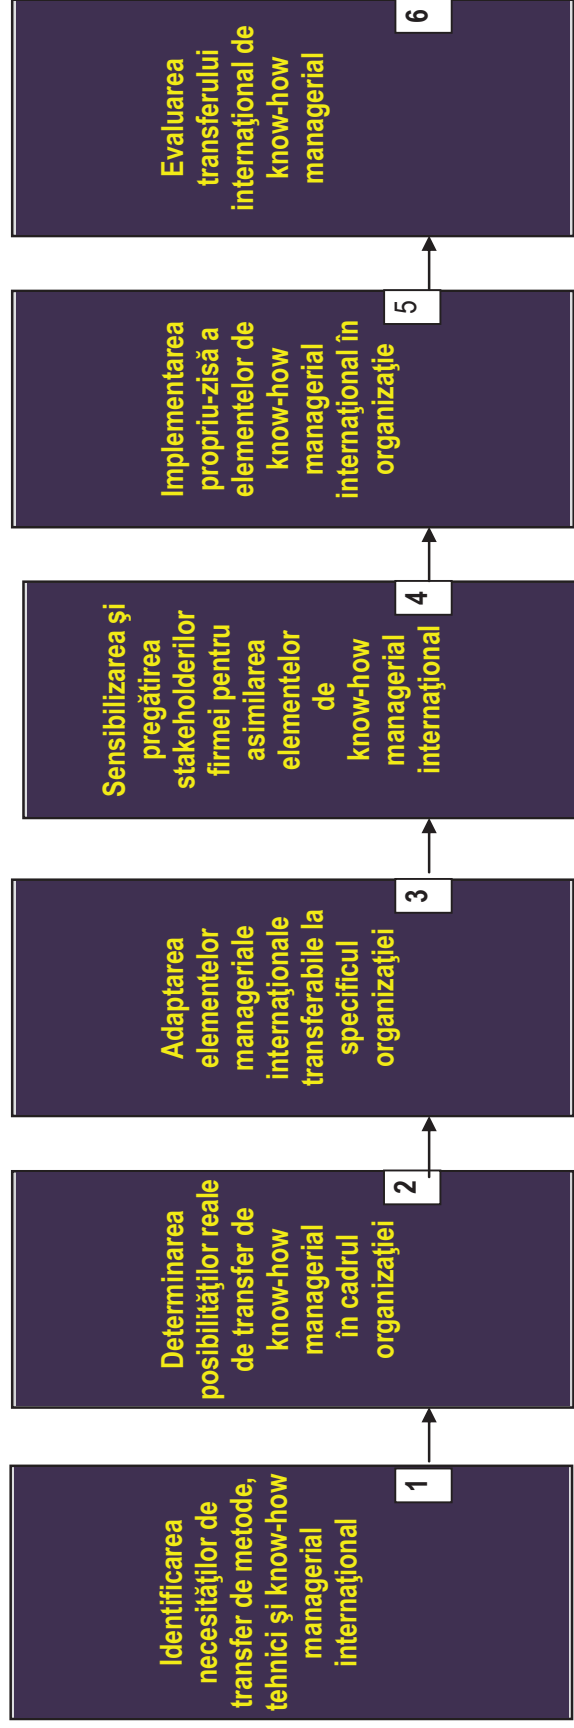 Identificarea
necesităţilor de
transfer de metode,
tehnici şi know-how
managerial
internaţional
1
Determinarea
posibilităţilor reale
de transfer de
know-how
managerial
în cadrul
organizaţiei
2
Adaptarea
elementelor
manageriale
internaţionale
transferabile la
specificul
organizaţiei
3
Sensibilizarea şi
pregătirea
stakeholderilor
firmei pentru
asimilarea
elementelor
de
know-how
managerial
internaţional
4
Implementarea
propriu-zisă a
elementelor de
know-how
managerial
internaţional în
organizaţie
5
Evaluarea
transferului
internaţional de
know-how
managerial
6